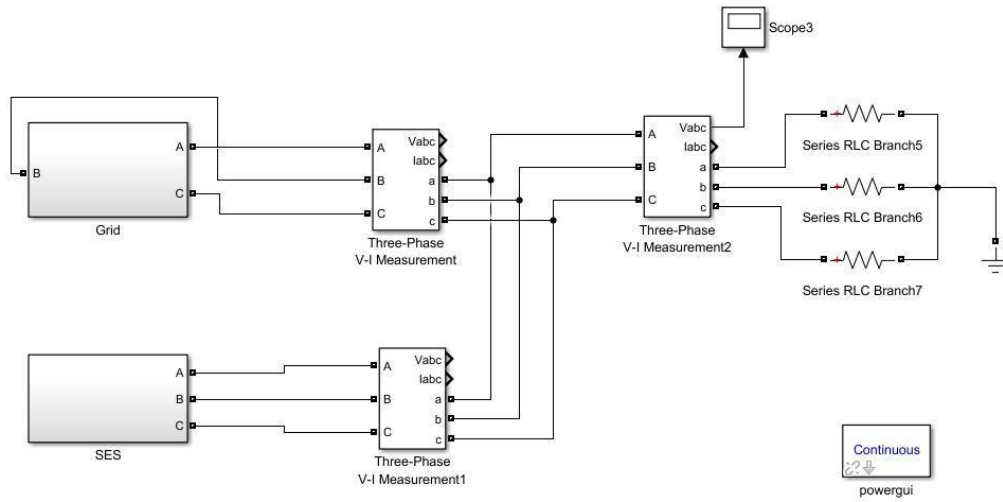 Scope3
B
A
C
Grid
A
B
C
Vabc
Iabc
a
b
c
Three-Phase
V-I Measurement
A
B
C
Vabc
Iabc
a
b
c
Three-Phase
V-I Measurement2
Series RLC Branch5
Series RLC Branch6
Series RLC Branch7
A
B
C
SES
A
B
C
Vabc
Iabc
a
b
c
Three-Phase
V-I Measurement1
Continuous
powergui